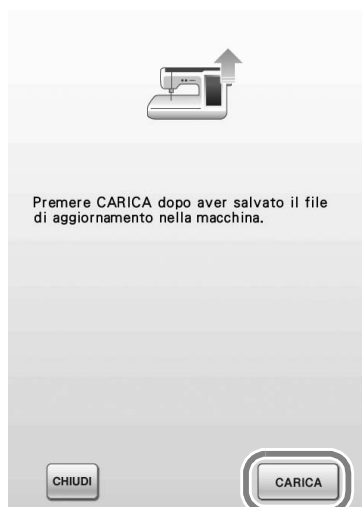 Premere CARICA dopo aver salvato il file
di aggiornamento nella macchina.
CHIUDI
CARICA